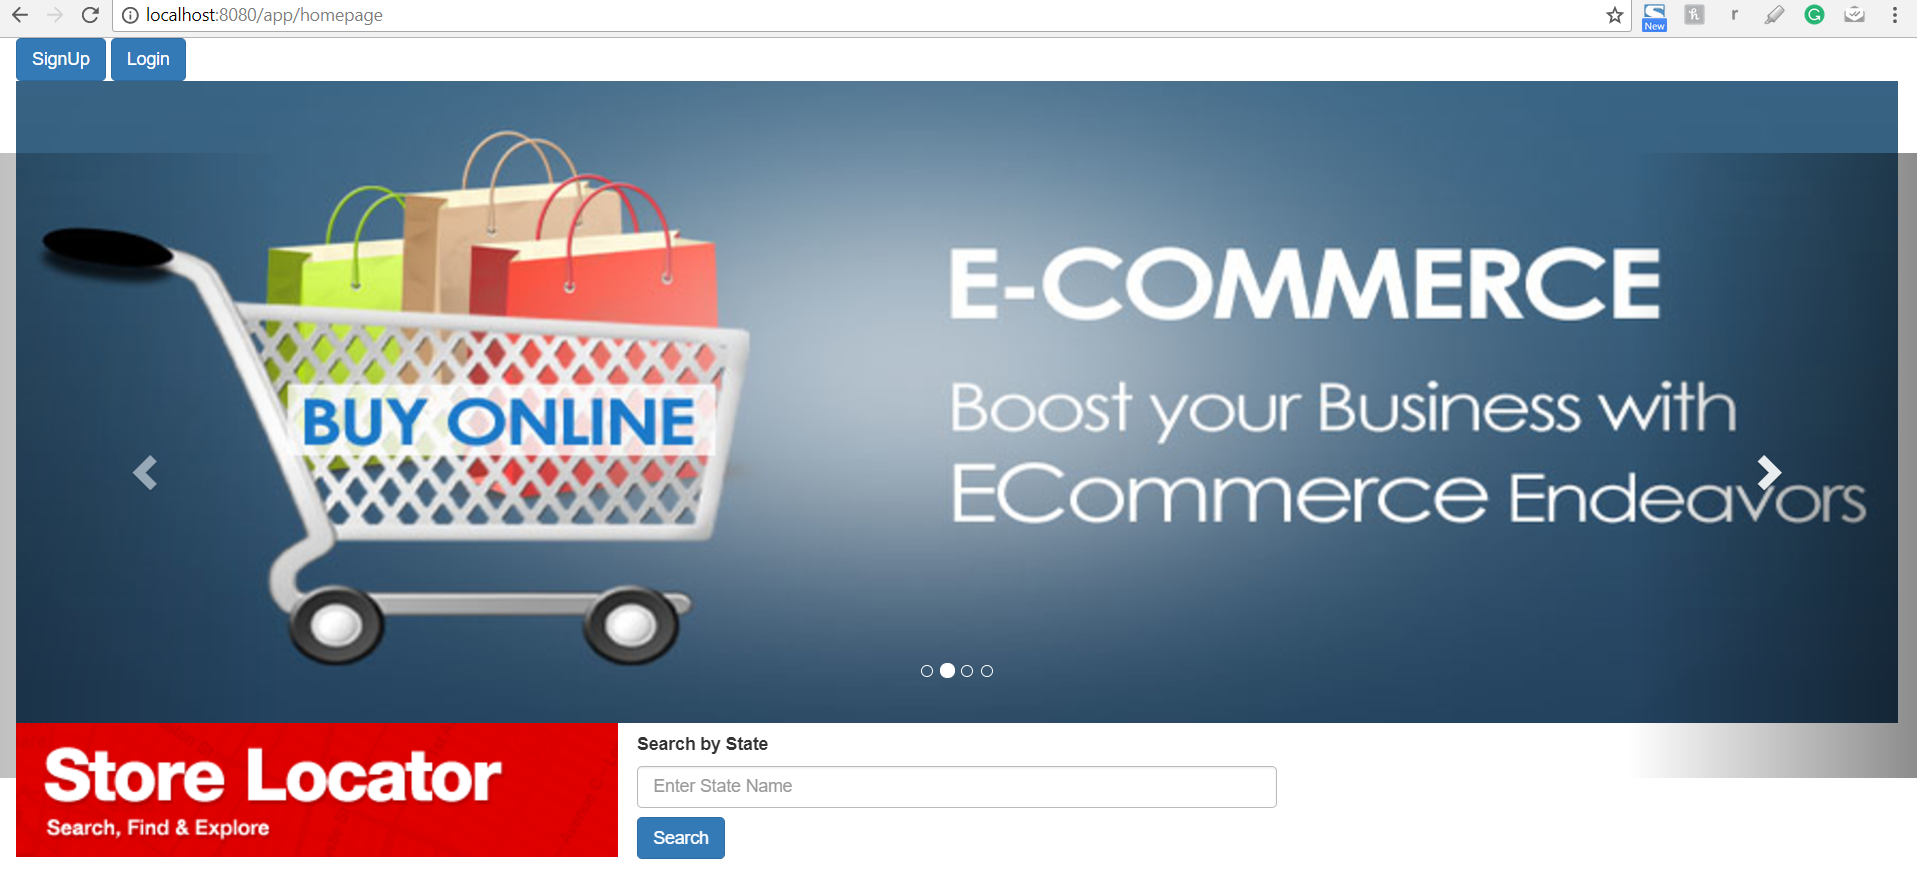 localhost:8080/app/homepage
New
h
r
G
SignUp
Login
E-COMMERCE
Boost your Business with
ECommerce Endeavors
BUY ONLINE
Store Locator
Search, Find & Explore
Search by State
Enter State Name
Search